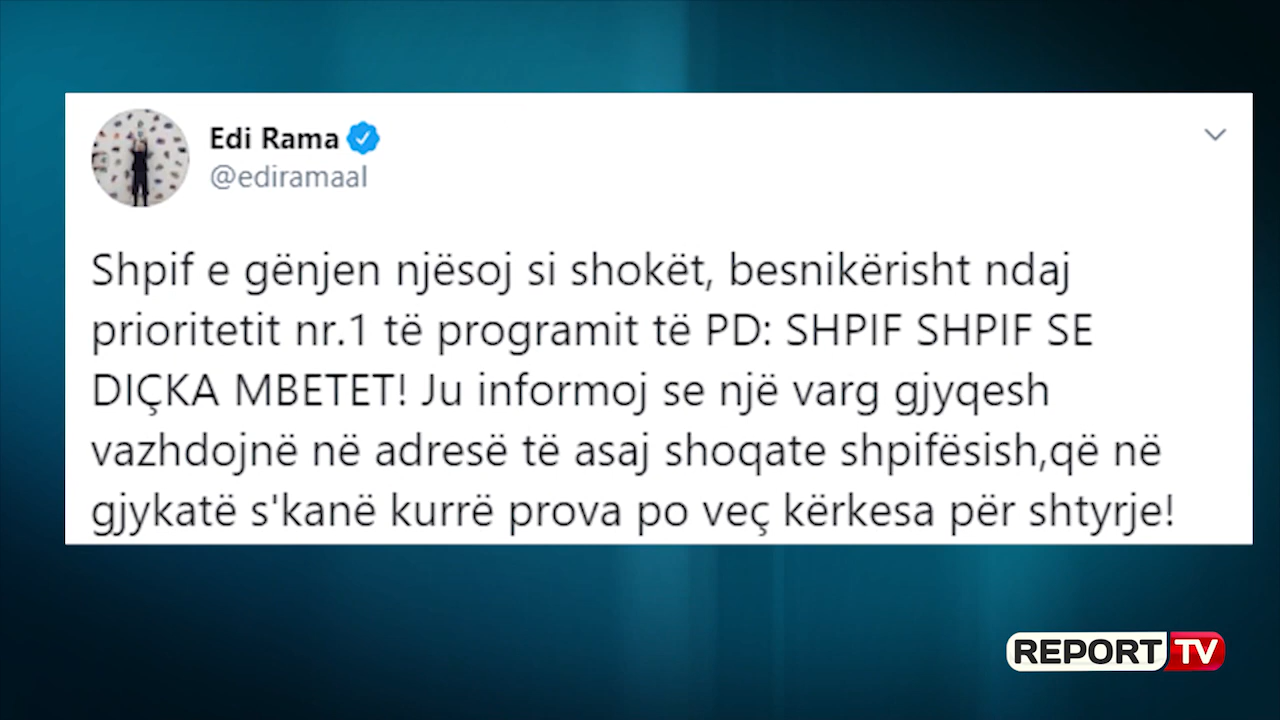 Edi Rama
@ediramaal
Shpif e gënjen njësoj si shokët, besnikërisht ndaj
prioritetit nr.1 të programit të PD: SHPIF SHPIF SE
DIÇKA MBETET! Ju informoj se një varg gjyqesh
vazhdojnë në adresë të asaj shoqate shpifësish,që në
gjykatë s'kanë kurrë prova po veç kërkesa për shtyrje!
REPORT TV